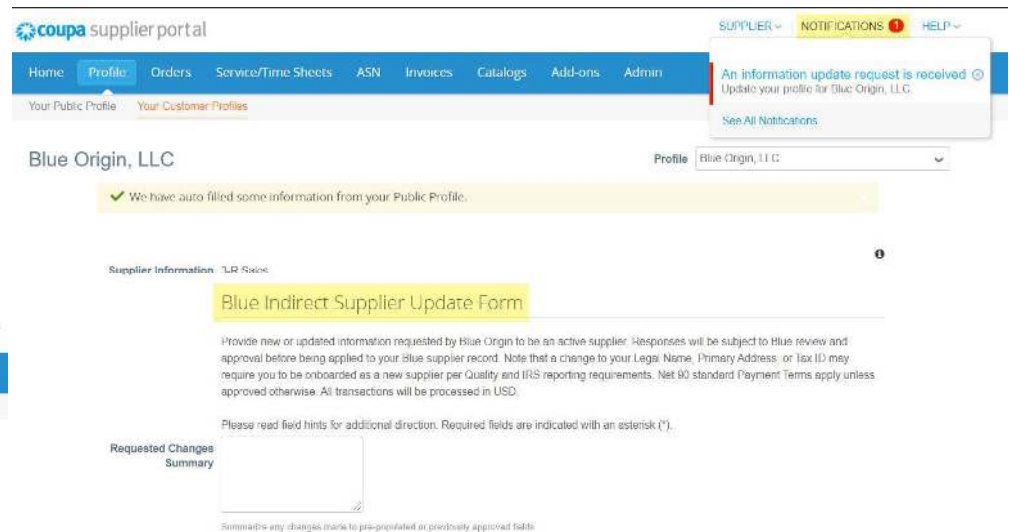 coupa supplier portal
SUPPLIER NOTIFICATIONS 1 HELP
Home Profile Orders Service/Time Sheets ASN Invoices Catalogs Add-ons Admin
An information update request is received
Update your profile for Blue Origin, LLC.
See All Notifications
Your Public Profile Your Customer Profiles
Blue Origin, LLC
Profile Blue Origin, LLC
We have auto filled some information from your Public Profile.
Supplier Information J-R Sales
Blue Indirect Supplier Update Form
Provide new or updated information requested by Blue Origin to be an active supplier. Responses will be subject to Blue review and
approval before being applied to your Blue supplier record. Note that a change to your Legal Name, Primary Address, or Tax ID may
require you to be onboarded as a new supplier per Quality and IRS reporting requirements. Net 90 standard Payment Terms apply unless
approved otherwise. All transactions will be processed in USD.
Please read field hints for additional direction. Required fields are indicated with an asterisk (*).
Requested Changes
Summary
Summarize any changes made to pre-populated or previously approved fields